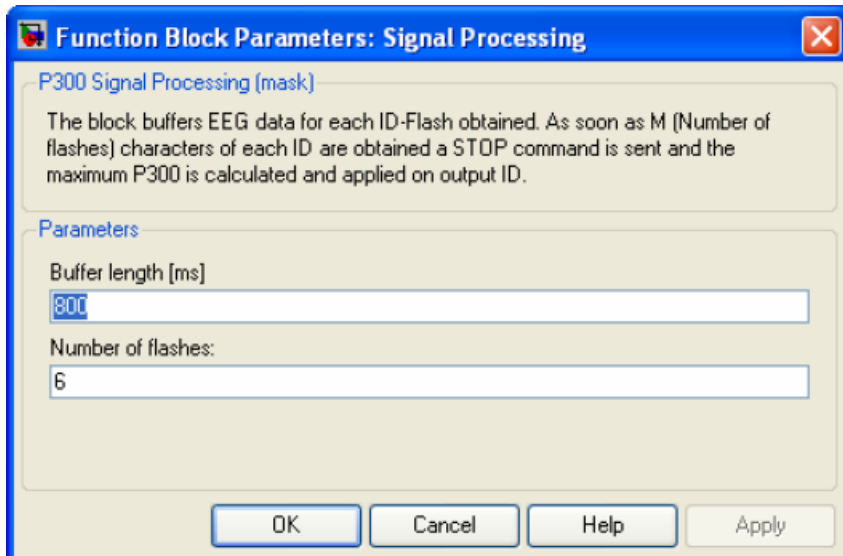 Function Block Parameters: Signal Processing
P300 Signal Processing (mask)
The block buffers EEG data for each ID-Flash obtained. As soon as M (Number of
flashes) characters of each ID are obtained a STOP command is sent and the
maximum P300 is calculated and applied on output ID.
Parameters
Buffer length [ms]
800
Number of flashes:
6
OK Cancel Help Apply